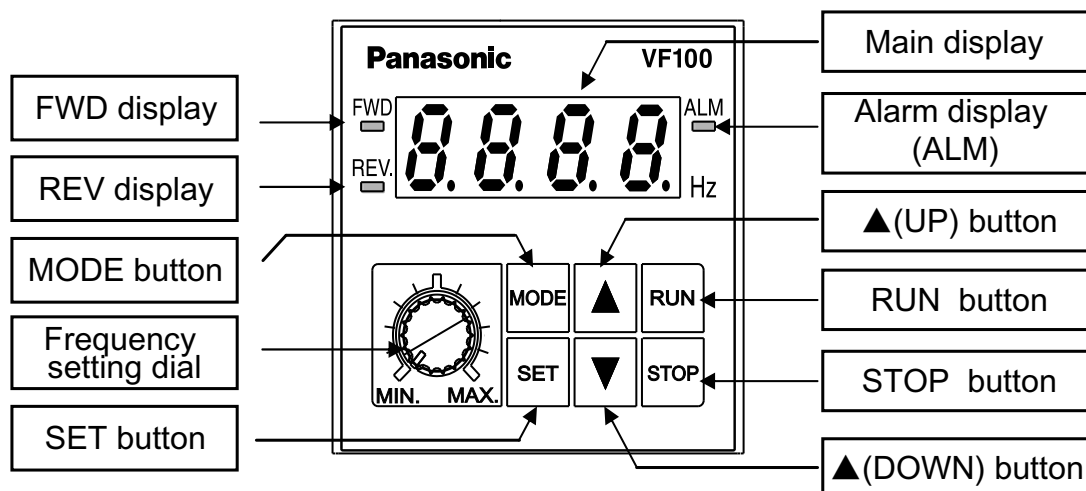 Panasonic VF100
FWD
ALM
8.8.8.8.
REV.
Hz
MODE
▲
RUN
SET
▼
STOP
MIN. MAX.
FWD display
REV display
MODE button
Frequency
setting dial
SET button
Main display
Alarm display
(ALM)
▲(UP) button
RUN button
STOP button
▲(DOWN) button